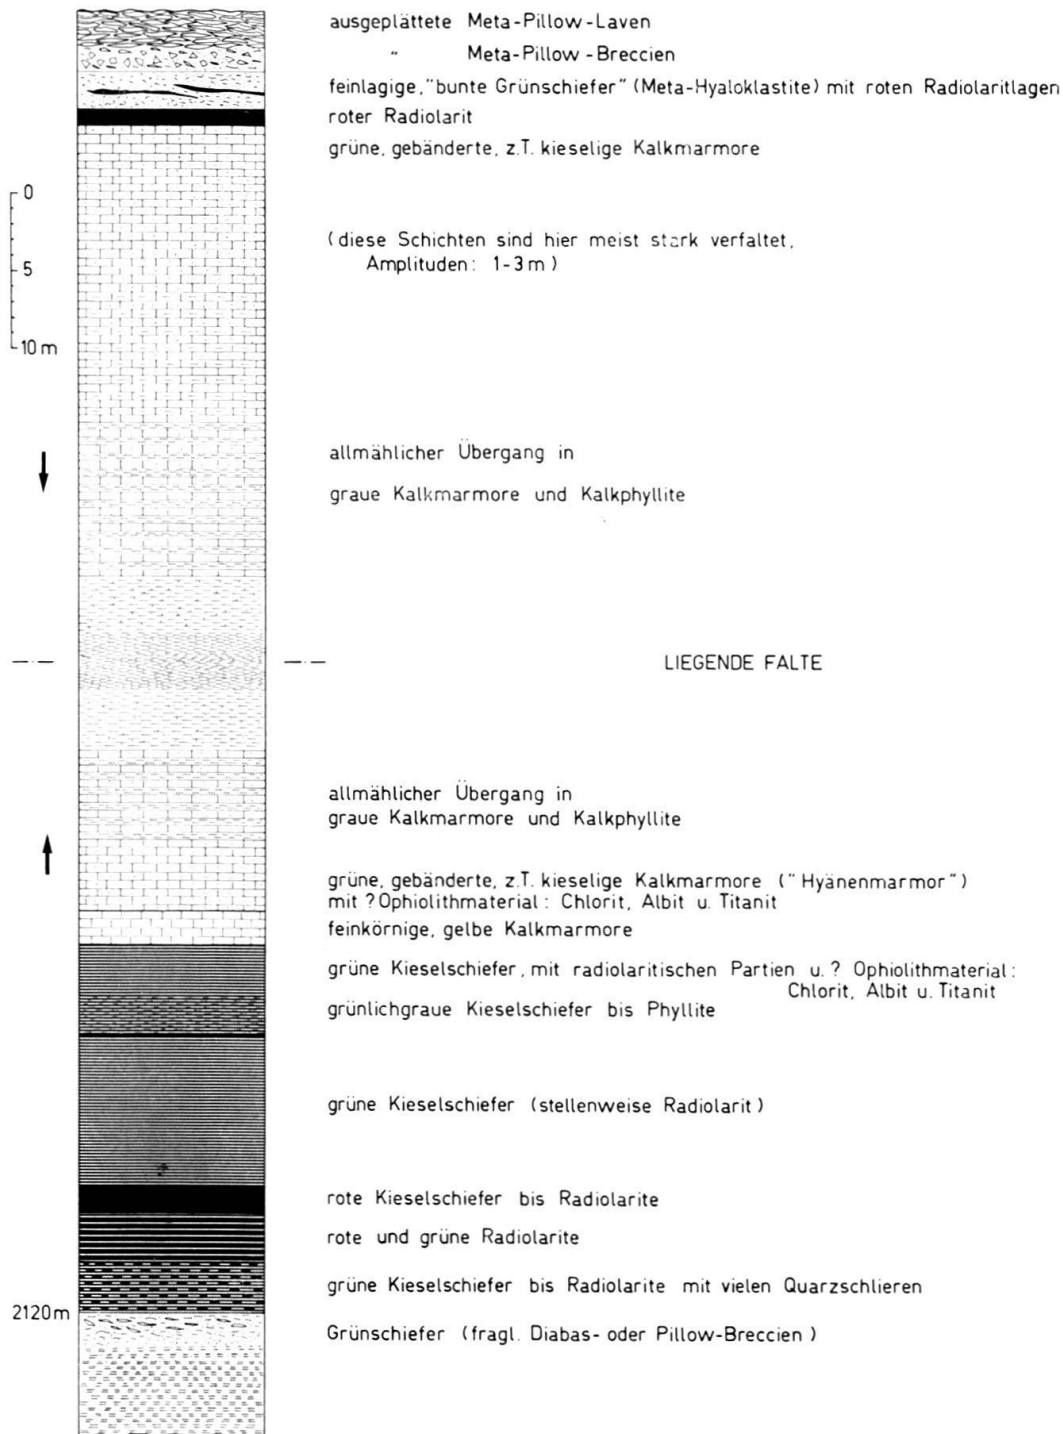 ausgeplättete Meta-Pillow-Laven
" Meta-Pillow-Breccien
feinlagige, "bunte Grünschiefer" (Meta-Hyaloklastite) mit roten Radiolaritlagen
roter Radiolarit
grüne, gebänderte, z.T. kieselige Kalkmarmore
0
5
10 m
(diese Schichten sind hier meist stark verfaltet,
Amplituden: 1-3 m)
allmählicher Übergang in
graue Kalkmarmore und Kalkphyllite
LIEGENDE FALTE
allmählicher Übergang in
graue Kalkmarmore und Kalkphyllite
grüne, gebänderte, z.T. kieselige Kalkmarmore ("Hyänenmarmor")
mit ?Ophiolithmaterial: Chlorit, Albit u. Titanit
feinkörnige, gelbe Kalkmarmore
grüne Kieselschiefer, mit radiolaritischen Partien u. ? Ophiolithmaterial:
Chlorit, Albit u. Titanit
grünlichgraue Kieselschiefer bis Phyllite
grüne Kieselschiefer (stellenweise Radiolarit)
rote Kieselschiefer bis Radiolarite
rote und grüne Radiolarite
grüne Kieselschiefer bis Radiolarite mit vielen Quarzschlieren
2120 m
Grünschiefer (fragl. Diabas- oder Pillow-Breccien)